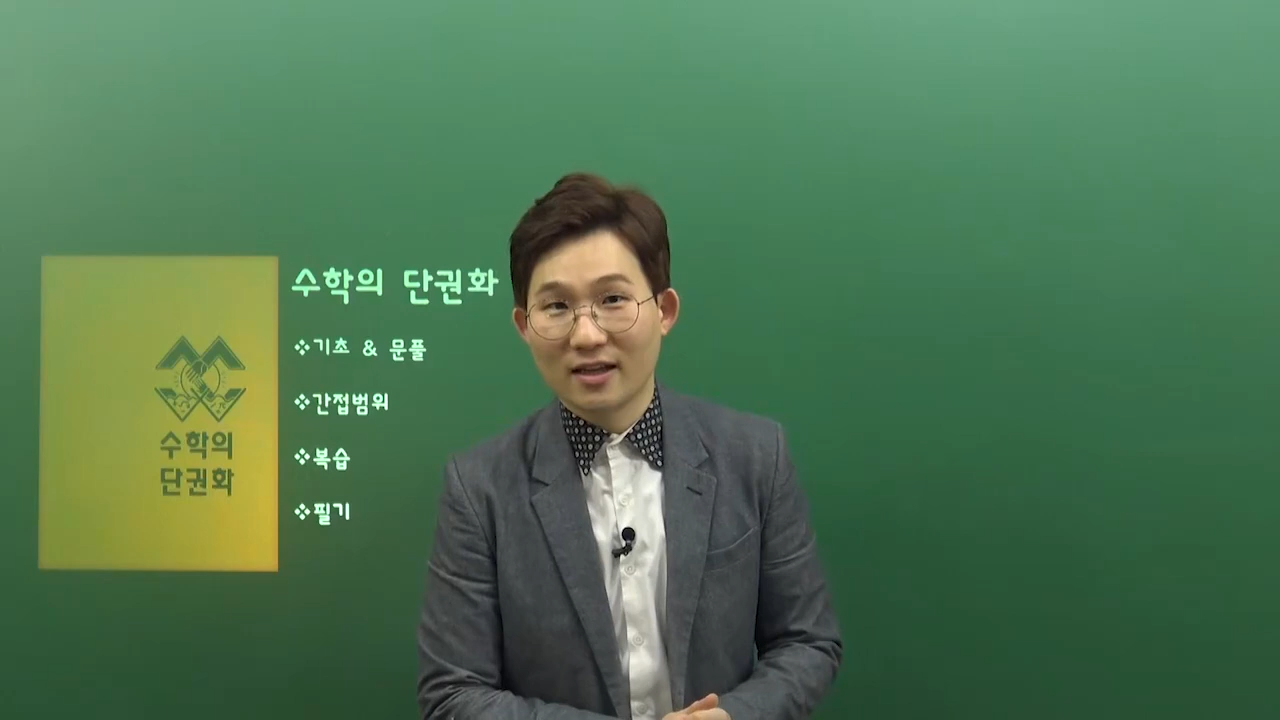 수학의 단권화
❖기초 & 문풀
❖간접범위
❖복습
❖필기
수학의
단권화